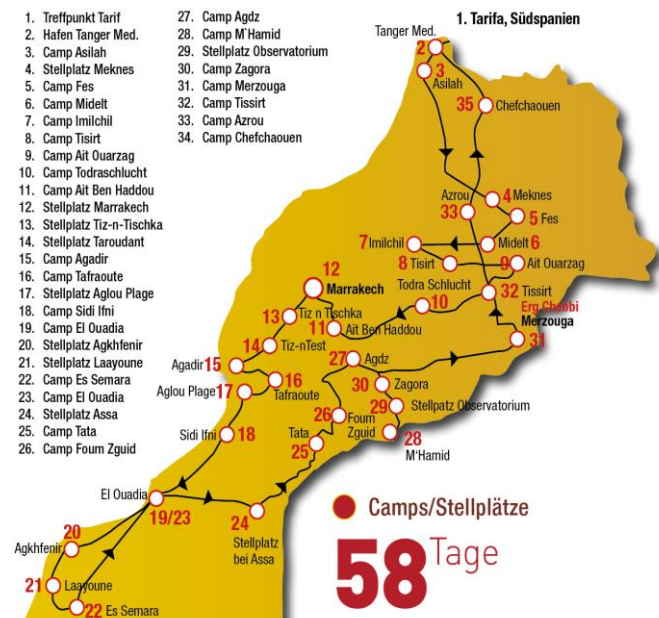 1. Treffpunkt Tarif
2. Hafen Tanger Med.
3. Camp Asilah
4. Stellplatz Meknes
5. Camp Fes
6. Camp Midelt
7. Camp Imilchil
8. Camp Tisirt
9. Camp Ait Ouarzag
10. Camp Todraschlucht
11. Camp Ait Ben Haddou
12. Stellplatz Marrakech
13. Stellplatz Tiz-n-Tischka
14. Stellplatz Taroudant
15. Camp Agadir
16. Camp Tafraoute
17. Stellplatz Aglou Plage
18. Camp Sidi Ifni
19. Camp El Ouadia
20. Stellplatz Agkhfenir
21. Stellplatz Laayoune
22. Camp Es Semara
23. Camp El Ouadia
24. Stellplatz Assa
25. Camp Tata
26. Camp Foum Zguid
27. Camp Agdz
28. Camp M`Hamid
29. Stellplatz Observatorium
30. Camp Zagora
31. Camp Merzouga
32. Camp Tissirt
33. Camp Azrou
34. Camp Chefchaouen
1. Tarifa, Südspanien
Tanger Med.
2
3
Asilah
35
Chefchaouen
Azrou
33
4 Meknes
5 Fes
7 Imilchil
Midelt 6
8 Tisirt
9 Ait Ouarzag
12
Marrakech
Todra Schlucht
10
32 Tissirt
Erg Chebbi
Merzouga
31
13 Tiz n Tischka
11 Ait Ben Haddou
14 Tiz-nTest
27 Agdz
Agadir 15
16
Tafraoute
30 Zagora
Aglou Plage 17
29 Stellpatz Observatorium
26 Foum
Zguid
28
M'Hamid
Sidi Ifni 18
Tata
25
El Ouadia
19/23
24
Stellplatz
bei Assa
20
Agkhfenir
21 Laayoune
22 Es Semara
Camps/Stellplätze
58 Tage